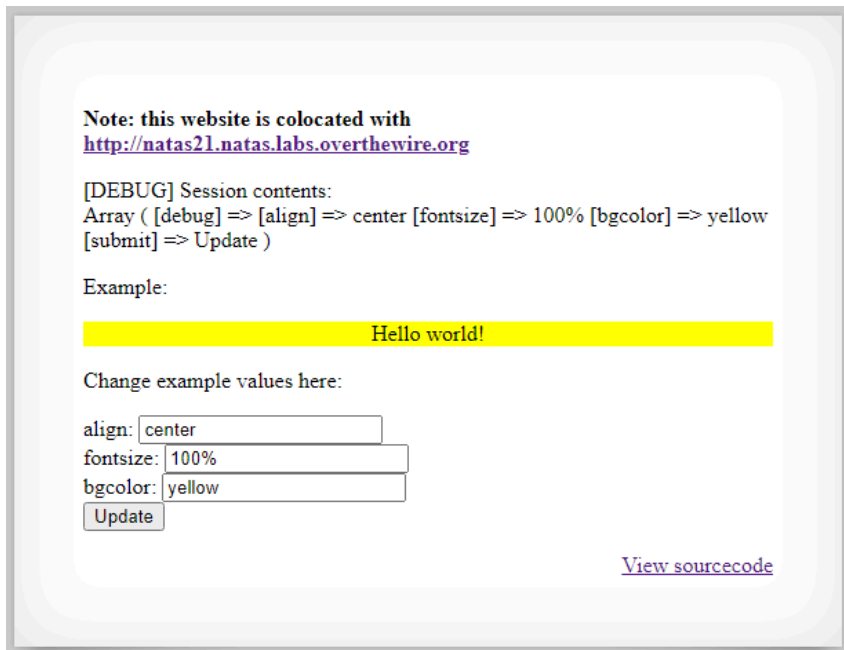 Note: this website is colocated with
http://natas21.natas.labs.overthewire.org
[DEBUG] Session contents:
Array ( [debug] => [align] => center [fontsize] => 100% [bgcolor] => yellow
[submit] => Update )
Example:
Hello world!
Change example values here:
align: center
fontsize: 100%
bgcolor: yellow
Update
View sourcecode